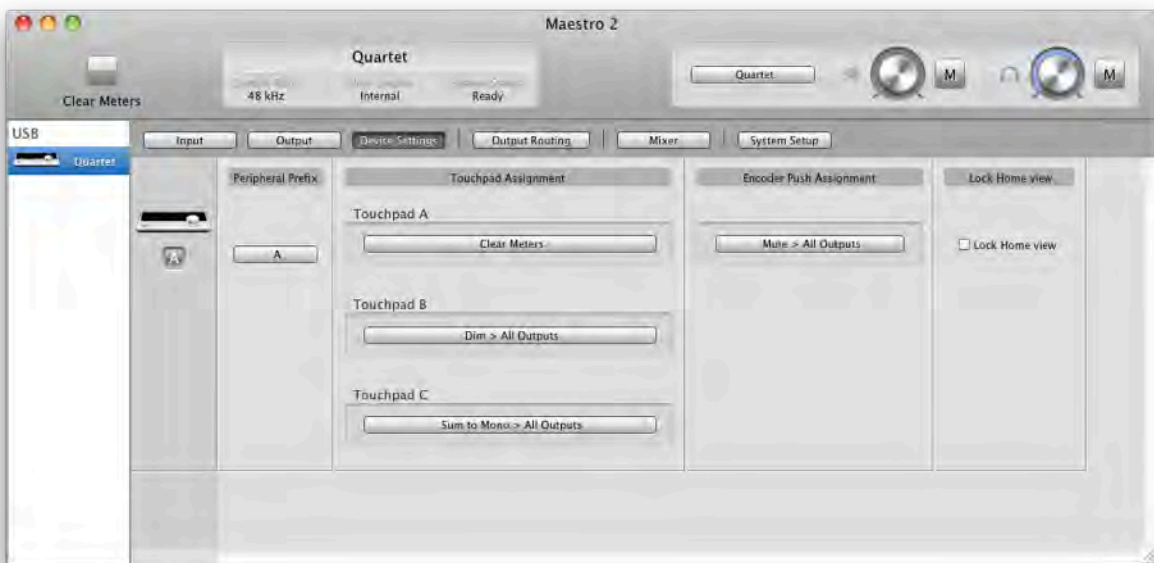 Maestro 2
Quartet
48 kHz Internal Ready
Clear Meters
Quartet
M
M
USB
Quartet
Input Output Device Settings Output Routing Mixer System Setup
Peripheral Prefix Touchpad Assignment Encoder Push Assignment Lock Home view
Touchpad A
A Clear Meters Mute > All Outputs Lock Home view
A
Touchpad B
Dim > All Outputs
Touchpad C
Sum to Mono > All Outputs